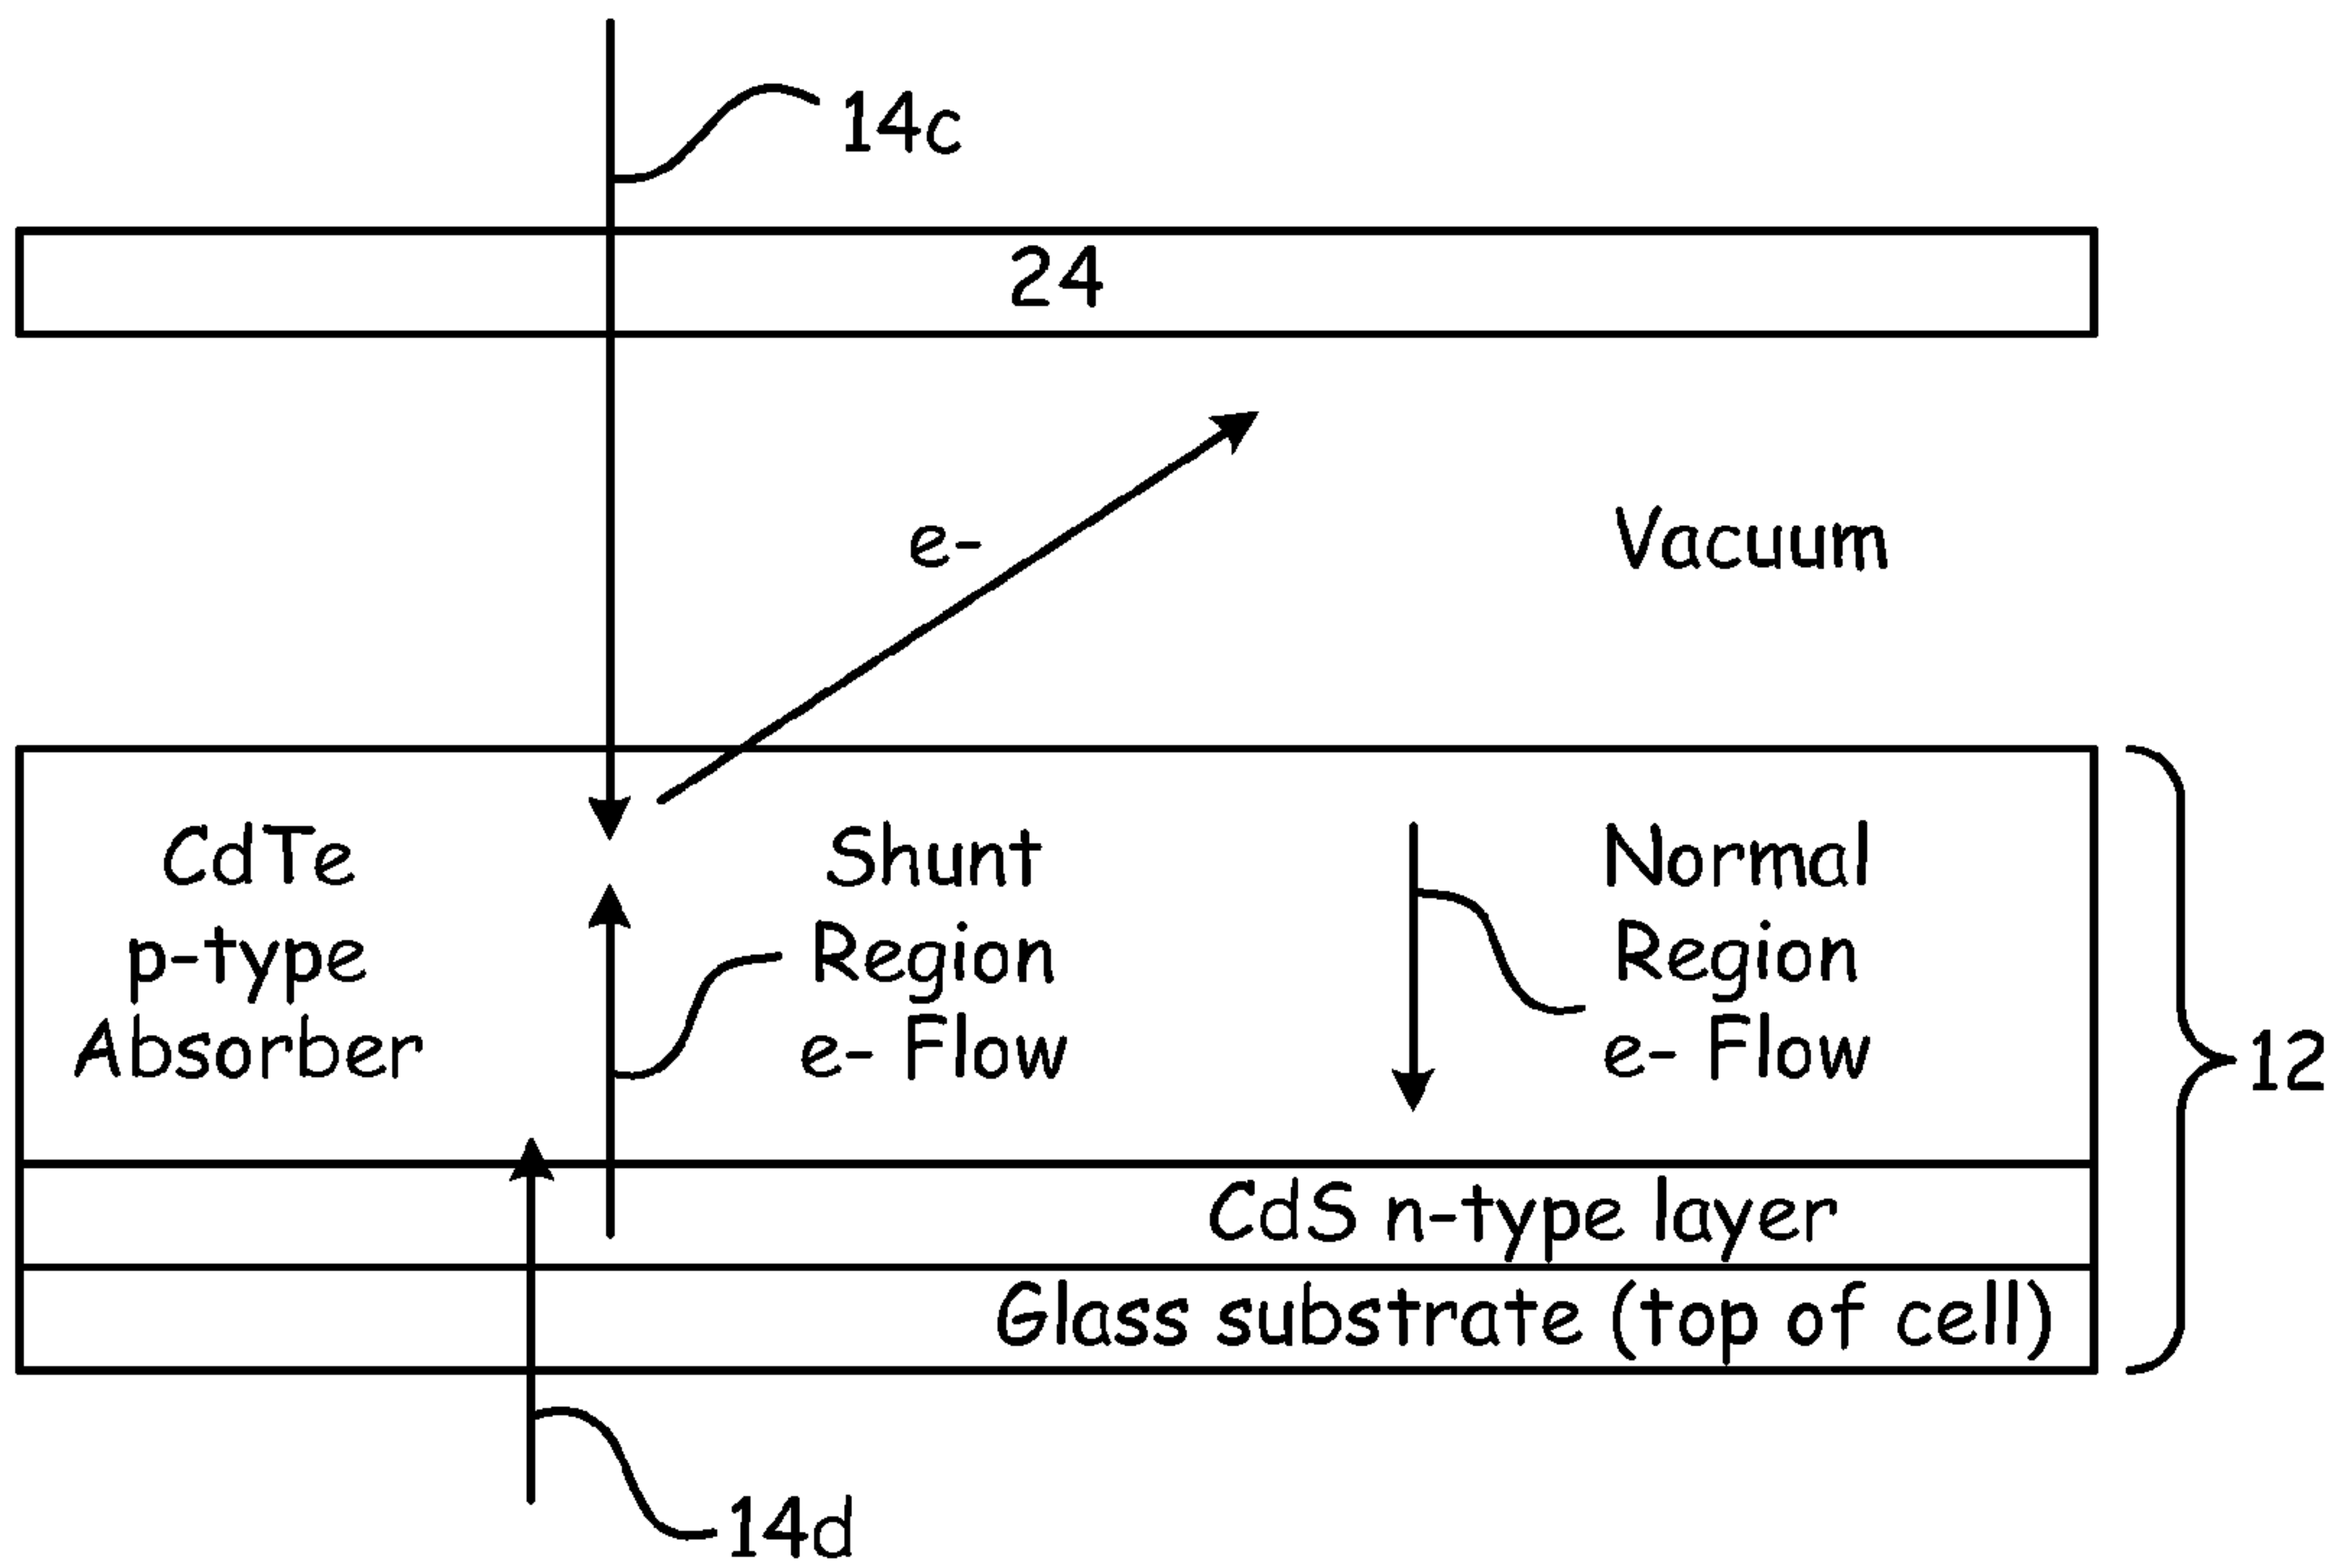 14c
24
e-
Vacuum
CdTe
p-type
Absorber
Shunt
Region
e- Flow
Normal
Region
e- Flow
12
CdS n-type layer
Glass substrate (top of cell)
14d